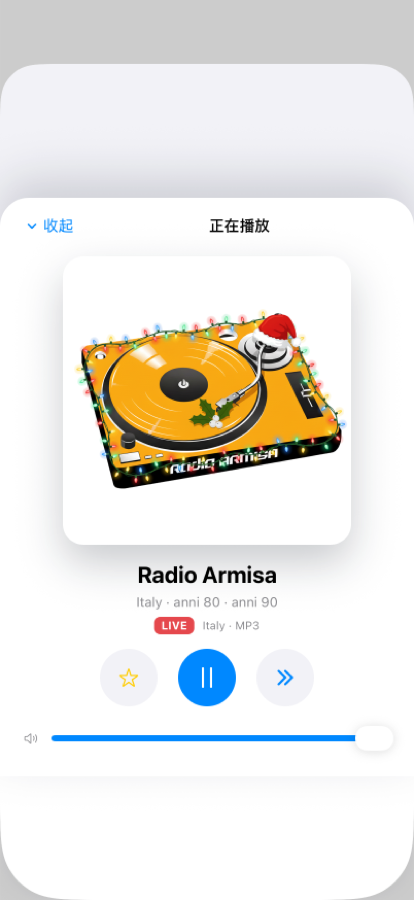 收起
正在播放
RADIO ARMISA
Radio Armisa
Italy · anni 80 · anni 90
LIVE Italy · MP3